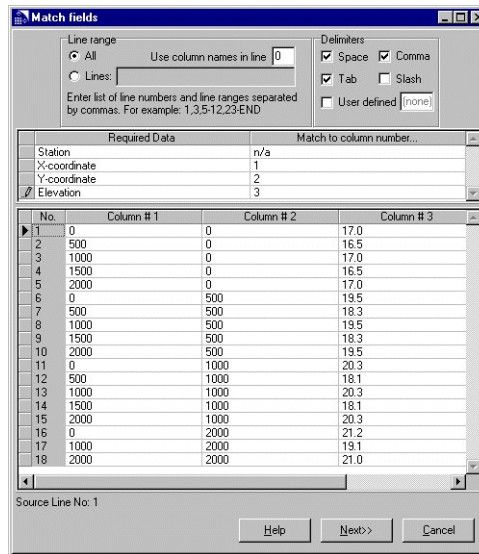 Match fields
Line range
All
Use column names in line 0
Lines:
Enter list of line numbers and line ranges separated
by commas. For example: 1,3,5-12,23-END
Delimiters
Space
Comma
Tab
Slash
User defined (none)
Required Data Match to column number...
Station n/a
X-coordinate 1
Y-coordinate 2
Elevation 3
No. Column # 1 Column # 2 Column # 3
1 0 0 17.0
2 500 0 16.5
3 1000 0 17.0
4 1500 0 16.5
5 2000 0 17.0
6 0 500 19.5
7 500 500 18.3
8 1000 500 19.5
9 1500 500 18.3
10 2000 500 19.5
11 0 1000 20.3
12 500 1000 18.1
13 1000 1000 20.3
14 1500 1000 18.1
15 2000 1000 20.3
16 0 2000 21.2
17 1000 2000 19.1
18 2000 2000 21.0
Source Line No: 1
Help
Next>>
Cancel